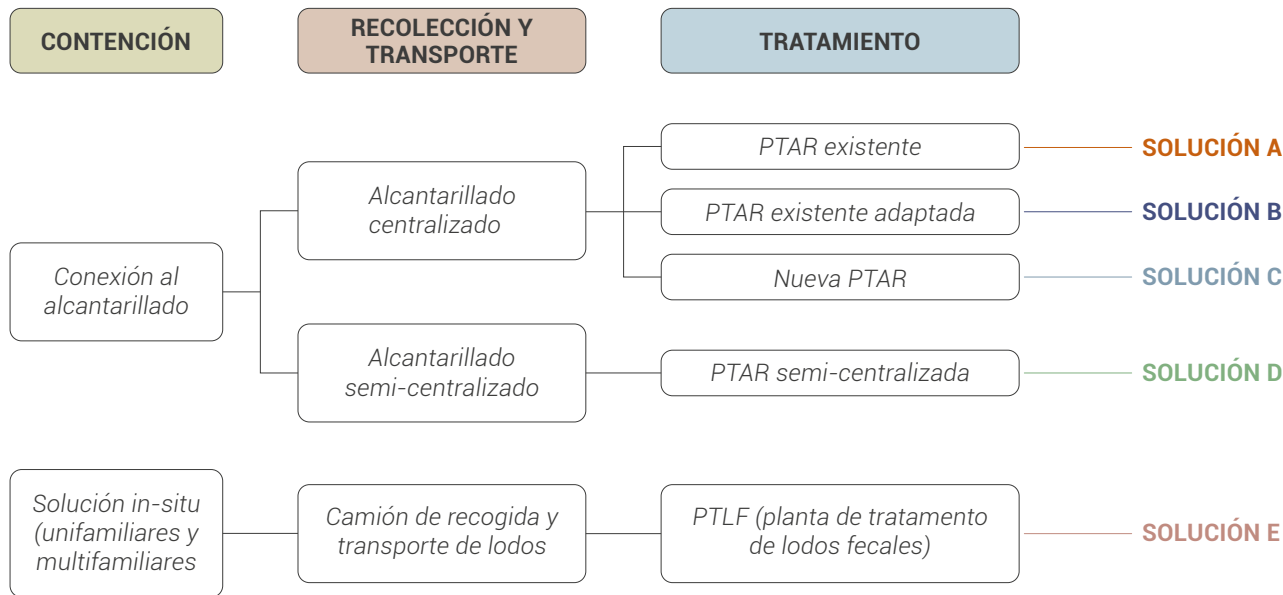 CONTENCIÓN
RECOLECCIÓN Y
TRANSPORTE
TRATAMIENTO
Conexión al
alcantarillado
Alcantarillado
centralizado
PTAR existente
SOLUCIÓN A
PTAR existente adaptada
SOLUCIÓN B
Nueva PTAR
SOLUCIÓN C
Alcantarillado
semi-centralizado
PTAR semi-centralizada
SOLUCIÓN D
Solución in-situ
(unifamiliares y
multifamiliares
Camión de recogida y
transporte de lodos
PTLF (planta de tratamento
de lodos fecales)
SOLUCIÓN E